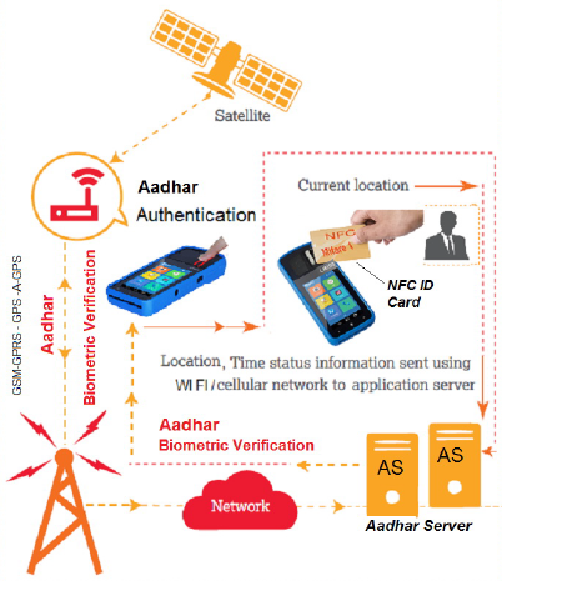 Satellite
Aadhar
Authentication
Current location
NFC ID
Card
GSM-GPRS - GPS -A-GPS
Aadhar
Biometric Verification
Location, Time status information sent using
WI FI /cellular network to application server
Aadhar
Biometric Verification
AS
AS
Network
Aadhar Server